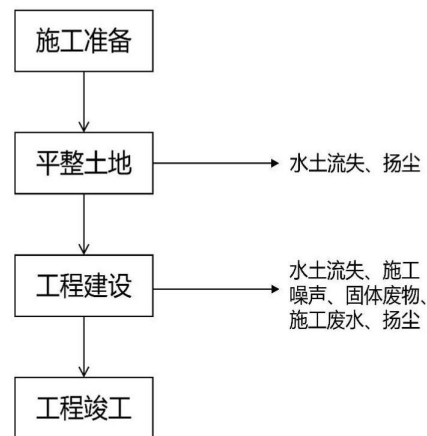 施工准备
平整土地
水土流失、扬尘
工程建设
水土流失、施工
噪声、固体废物、
施工废水、扬尘
工程竣工